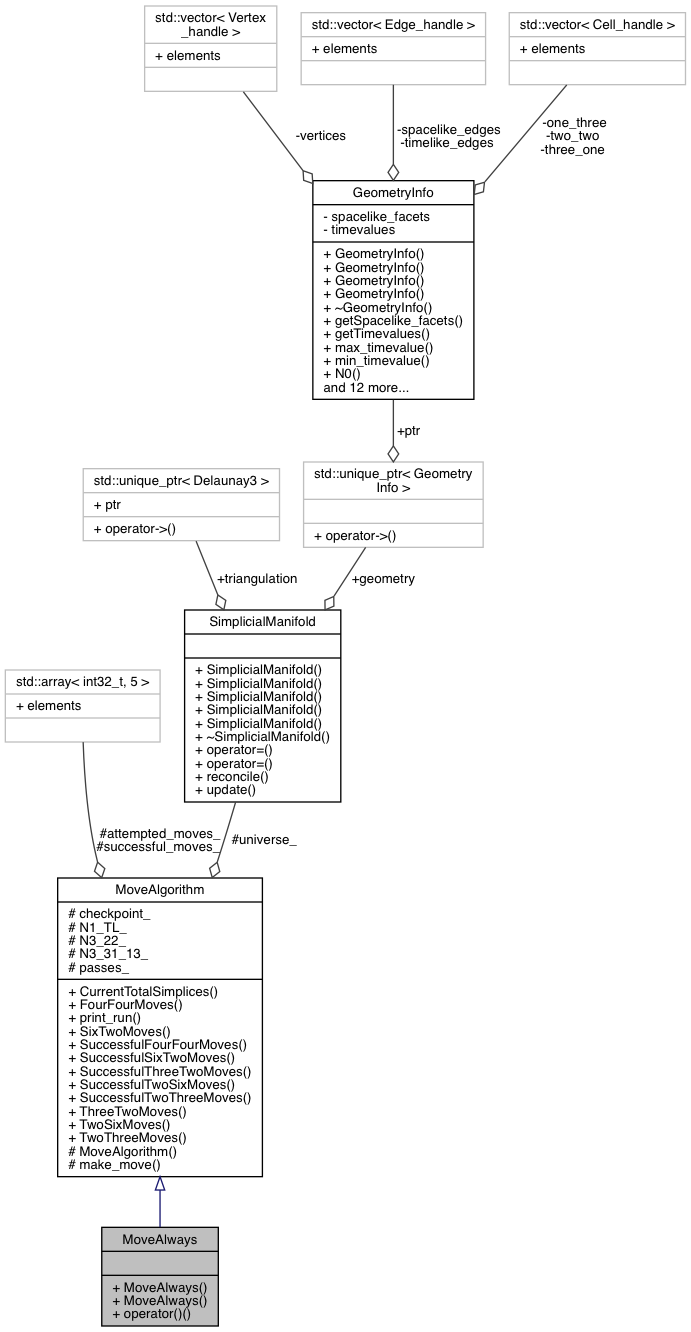 std::vector< Vertex
_handle >
+ elements
std::vector< Edge_handle >
+ elements
std::vector< Cell_handle >
+ elements
-vertices
-spacelike_edges
-timelike_edges
-one_three
-two_two
-three_one
GeometryInfo
- spacelike_facets
- timevalues
+ GeometryInfo()
+ GeometryInfo()
+ GeometryInfo()
+ GeometryInfo()
+ ~GeometryInfo()
+ getSpacelike_facets()
+ getTimevalues()
+ max_timevalue()
+ min_timevalue()
+ N0()
and 12 more...
+ptr
std::unique_ptr< Delaunay3 >
+ ptr
+ operator->()
std::unique_ptr< Geometry
Info >
+ operator->()
+triangulation
+geometry
SimplicialManifold
+ SimplicialManifold()
+ SimplicialManifold()
+ SimplicialManifold()
+ SimplicialManifold()
+ SimplicialManifold()
+ ~SimplicialManifold()
+ operator=()
+ operator=()
+ reconcile()
+ update()
std::array< int32_t, 5 >
+ elements
#attempted_moves_
#successful_moves_
#universe_
MoveAlgorithm
# checkpoint_
# N1_TL_
# N3_22_
# N3_31_13_
# passes_
+ CurrentTotalSimplices()
+ FourFourMoves()
+ print_run()
+ SixTwoMoves()
+ SuccessfulFourFourMoves()
+ SuccessfulSixTwoMoves()
+ SuccessfulThreeTwoMoves()
+ SuccessfulTwoSixMoves()
+ SuccessfulTwoThreeMoves()
+ ThreeTwoMoves()
+ TwoSixMoves()
+ TwoThreeMoves()
# MoveAlgorithm()
# make_move()
MoveAlways
+ MoveAlways()
+ MoveAlways()
+ operator()()